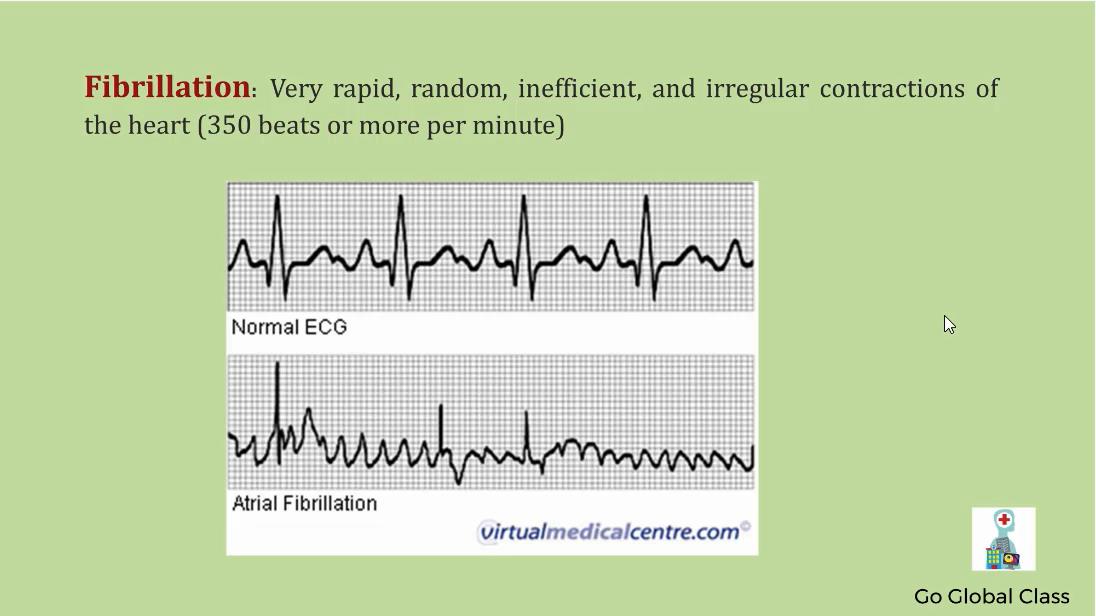 Fibrillation: Very rapid, random, inefficient, and irregular contractions of
the heart (350 beats or more per minute)
Normal ECG
Atrial Fibrillation
virtualmedicalcentre.com©
Go Global Class